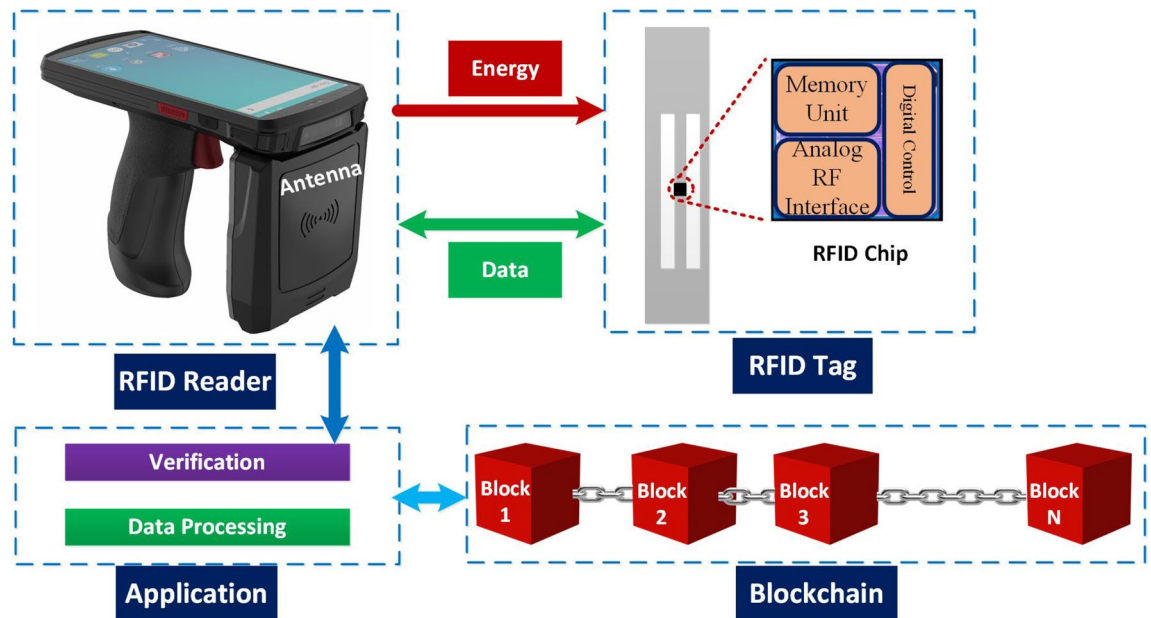 Energy
Antenna
Data
RFID Reader
Memory
Unit
Analog
RF
Interface
Digital Control
RFID Chip
RFID Tag
Verification
Data Processing
Application
Block
1
Block
2
Block
3
Block
N
Blockchain